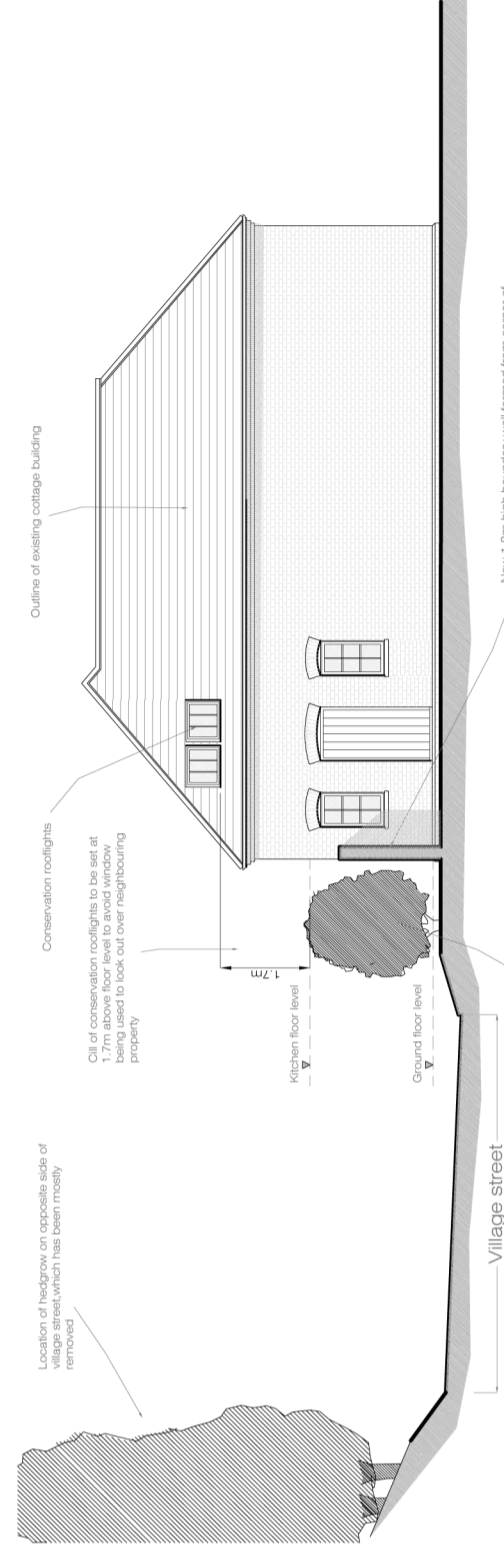 Location of hedgrow on opposite side of
village street,which has been mostly
removed
Conservation rooflights
Outline of existing cottage building
Cill of conservation rooflights to be set at
1.7m above floor level to avoid window
being used to look out over neighbouring
property
1.7m
Kitchen floor level
Ground floor level
Village street